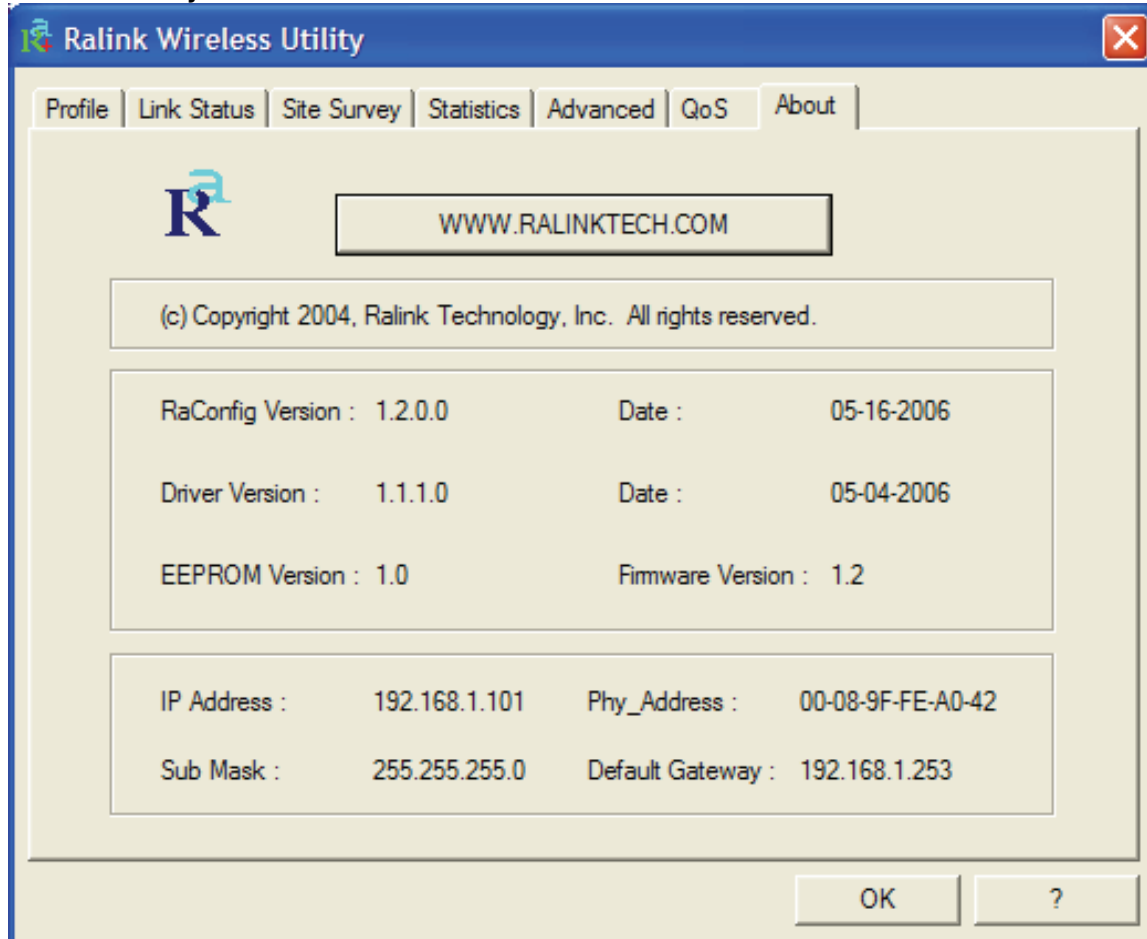 Ralink Wireless Utility
Profile Link Status Site Survey Statistics Advanced QoS About
Ra WWW.RALINKTECH.COM
(c) Copyright 2004, Ralink Technology, Inc. All rights reserved.
RaConfig Version : 1.2.0.0 Date : 05-16-2006
Driver Version : 1.1.1.0 Date : 05-04-2006
EEPROM Version : 1.0 Firmware Version : 1.2
IP Address : 192.168.1.101 Phy_Address : 00-08-9F-FE-A0-42
Sub Mask : 255.255.255.0 Default Gateway : 192.168.1.253
OK ?